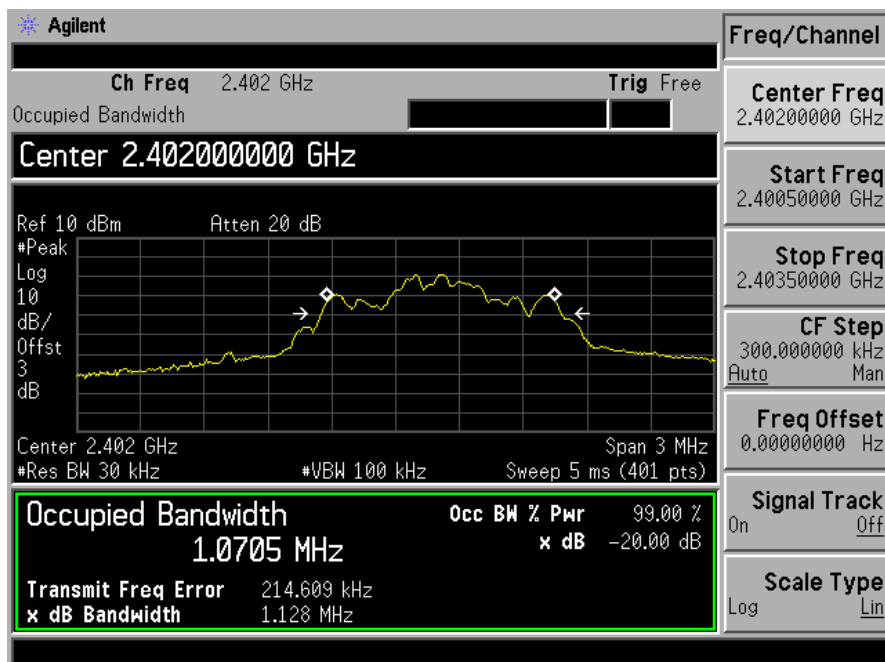 Agilent
Ch Freq 2.402 GHz Trig Free
Occupied Bandwidth
Center 2.402000000 GHz
Ref 10 dBm Atten 20 dB
#Peak
Log
10
dB/
Offst
3
dB
Center 2.402 GHz Span 3 MHz
#Res BW 30 kHz #VBW 100 kHz Sweep 5 ms (401 pts)
Occupied Bandwidth
1.0705 MHz
Occ BW % Pwr 99.00 %
x dB -20.00 dB
Transmit Freq Error 214.609 kHz
x dB Bandwidth 1.128 MHz
Freq/Channel
Center Freq
2.40200000 GHz
Start Freq
2.40050000 GHz
Stop Freq
2.40350000 GHz
CF Step
300.000000 kHz
Auto Man
Freq Offset
0.00000000 Hz
Signal Track
On Off
Scale Type
Log Lin